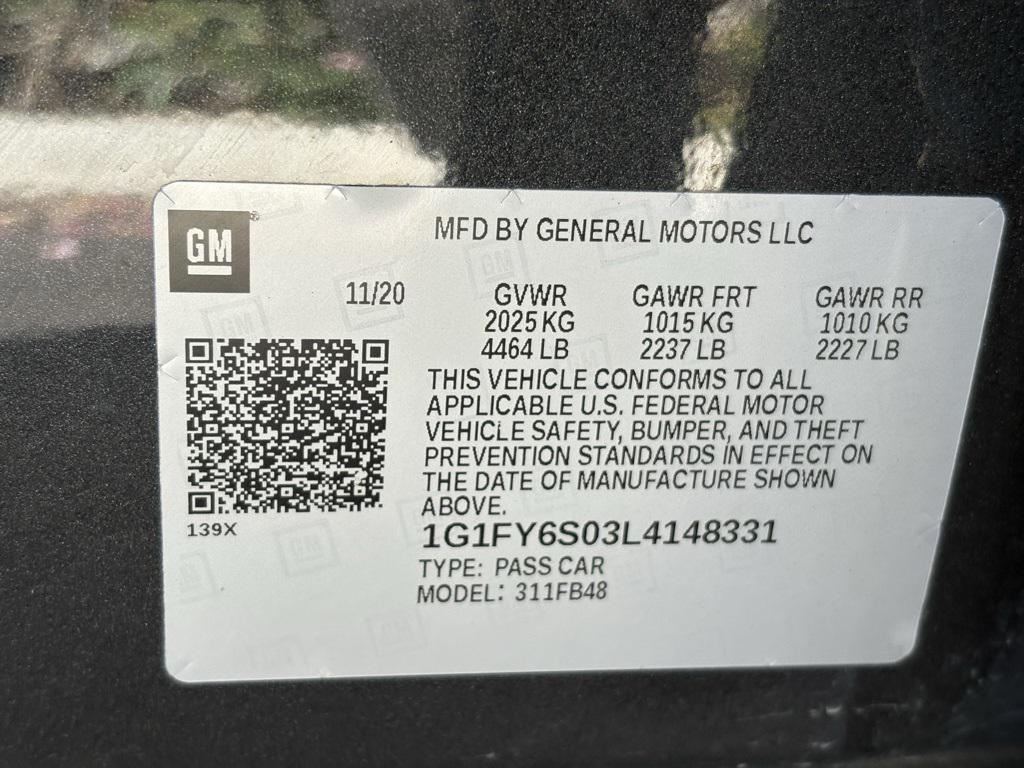 GM
MFD BY GENERAL MOTORS LLC
11/20 GVWR GAWR FRT GAWR RR
2025 KG 1015 KG 1010 KG
4464 LB 2237 LB 2227 LB
THIS VEHICLE CONFORMS TO ALL
APPLICABLE U.S. FEDERAL MOTOR
VEHICLE SAFETY, BUMPER, AND THEFT
PREVENTION STANDARDS IN EFFECT ON
THE DATE OF MANUFACTURE SHOWN
ABOVE.
139X
1G1FY6S03L4148331
TYPE: PASS CAR
MODEL: 311FB48